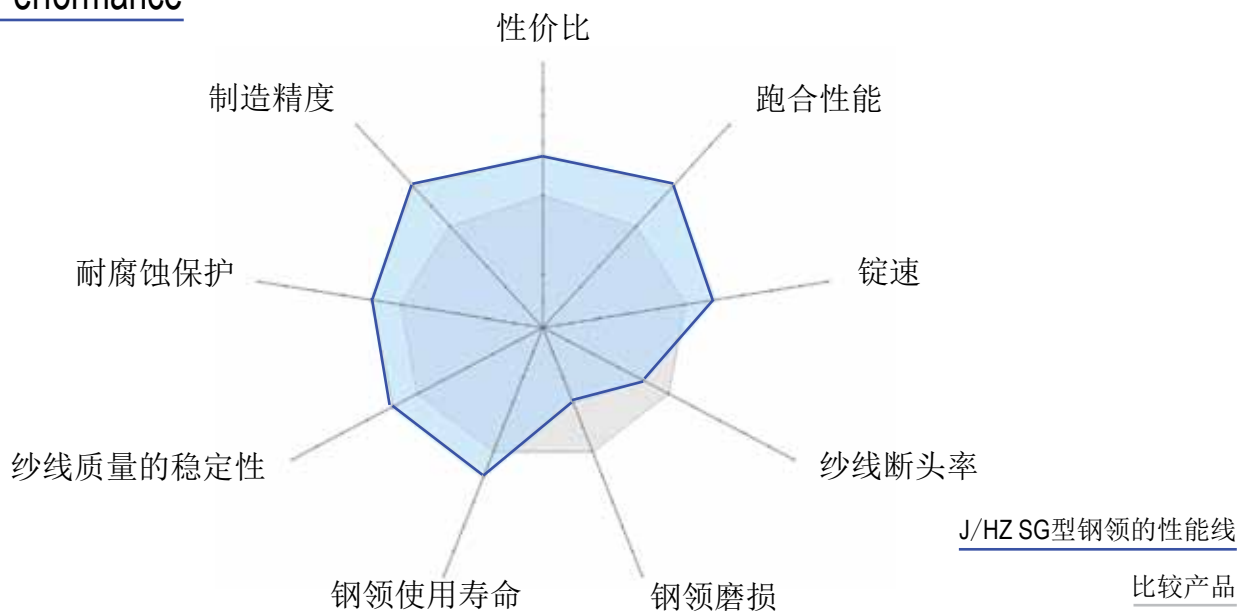 Performance
性价比
制造精度
跑合性能
耐腐蚀保护
锭速
纱线质量的稳定性
纱线断头率
J/HZ SG型钢领的性能线
比较产品
钢领使用寿命
钢领磨损